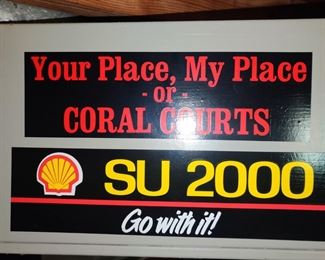 Your Place, My Place
- or -
CORAL COURTS
SU 2000
Go with it!